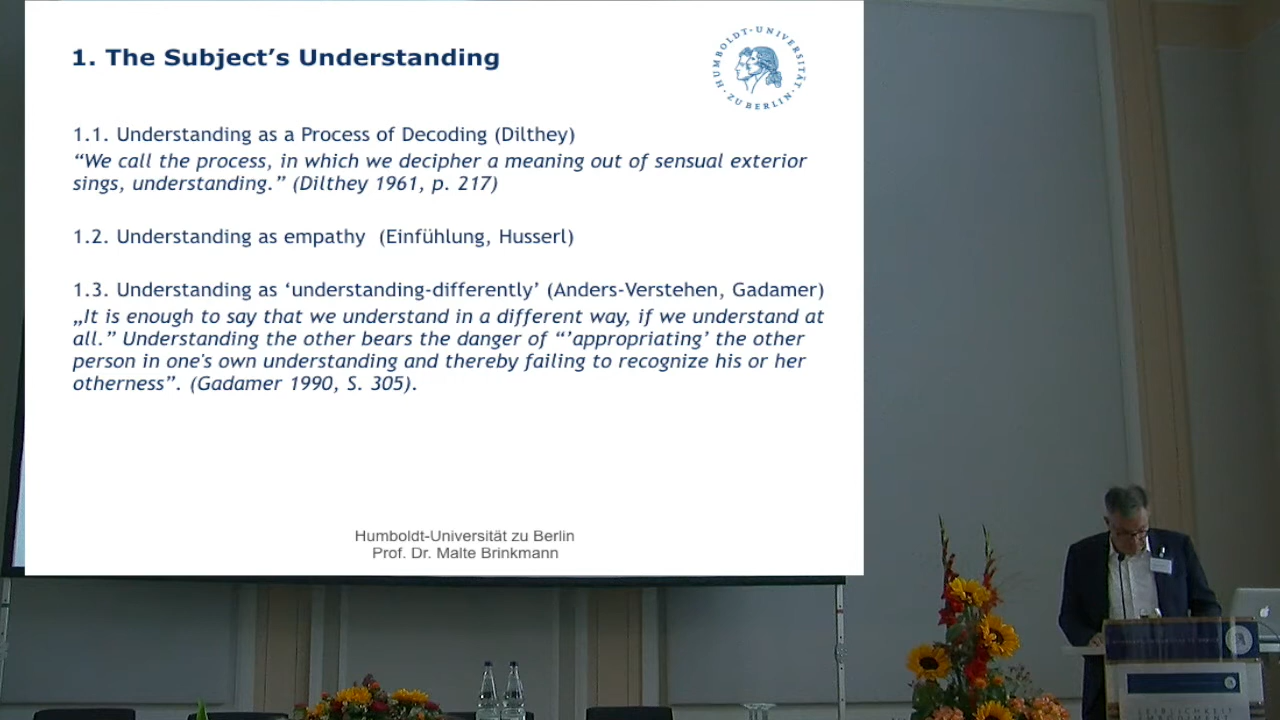 1. The Subject’s Understanding
HUMBOLDT-UNIVERSITÄT
ZU BERLIN
1.1. Understanding as a Process of Decoding (Dilthey)
“We call the process, in which we decipher a meaning out of sensual exterior
sings, understanding.” (Dilthey 1961, p. 217)
1.2. Understanding as empathy  (Einfühlung, Husserl)
1.3. Understanding as ‘understanding-differently’ (Anders-Verstehen, Gadamer)
„It is enough to say that we understand in a different way, if we understand at
all.” Understanding the other bears the danger of “’appropriating’ the other
person in one's own understanding and thereby failing to recognize his or her
otherness”. (Gadamer 1990, S. 305).
Humboldt-Universität zu Berlin
Prof. Dr. Malte Brinkmann
LEIBLICHKEIT